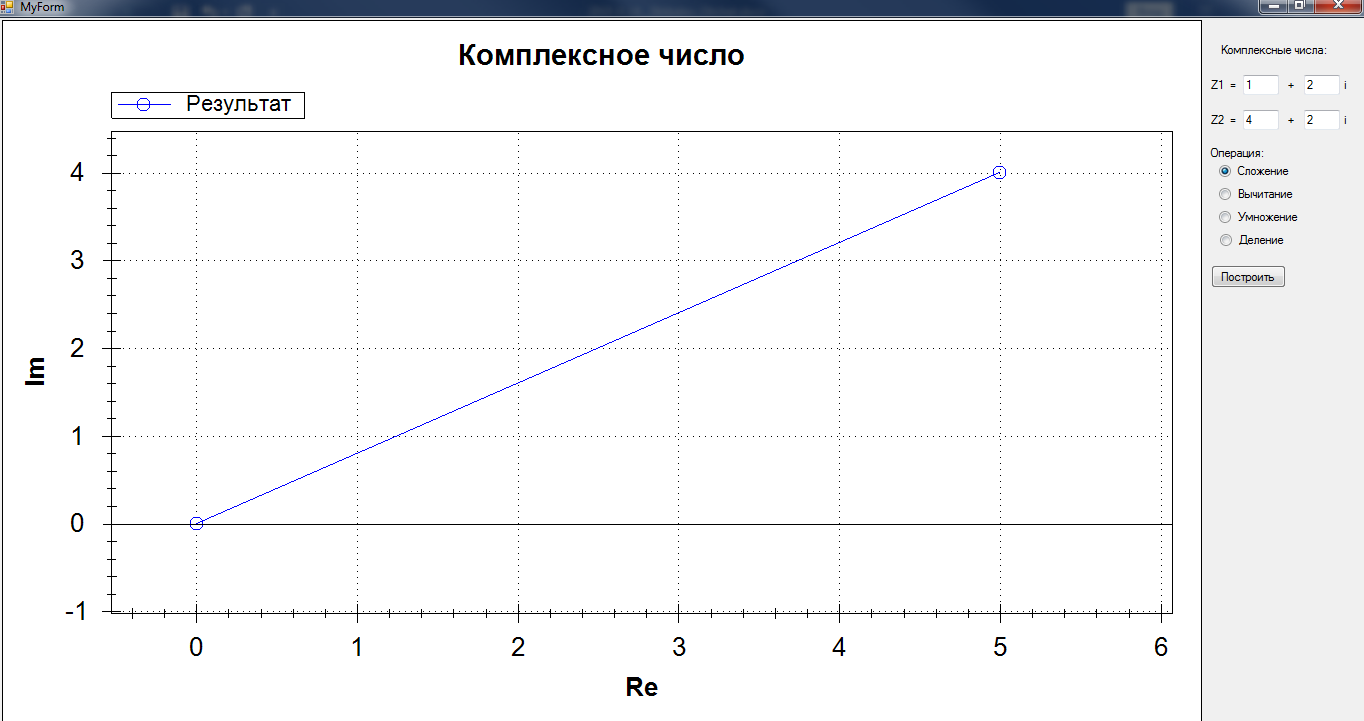 MyForm
Комплексное число
Результат
4
3
2
1
0
-1
Im
0 1 2 3 4 5 6
Re
Комплексные числа:
Z1 = 1 + 2 i
Z2 = 4 + 2 i
Операция:
Сложение
Вычитание
Умножение
Деление
Построить